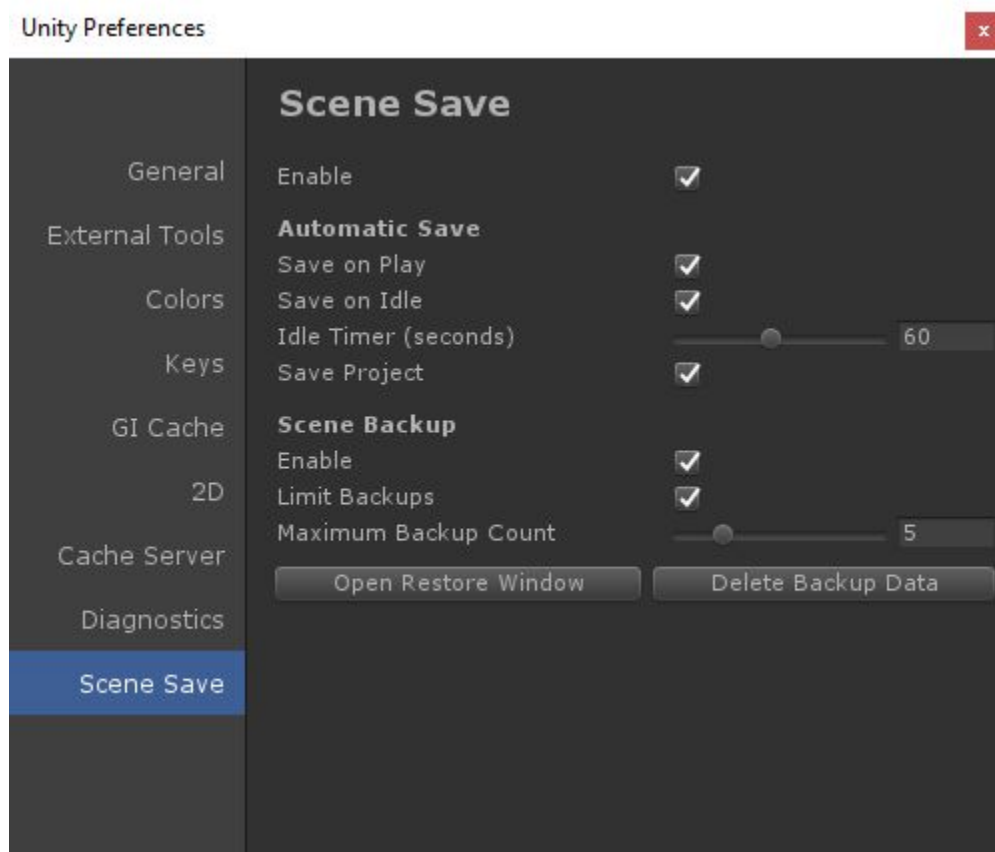 Unity Preferences
x
General
External Tools
Colors
Keys
GI Cache
2D
Cache Server
Diagnostics
Scene Save
Scene Save
Enable
Automatic Save
Save on Play
Save on Idle
Idle Timer (seconds) 60
Save Project
Scene Backup
Enable
Limit Backups
Maximum Backup Count 5
Open Restore Window Delete Backup Data